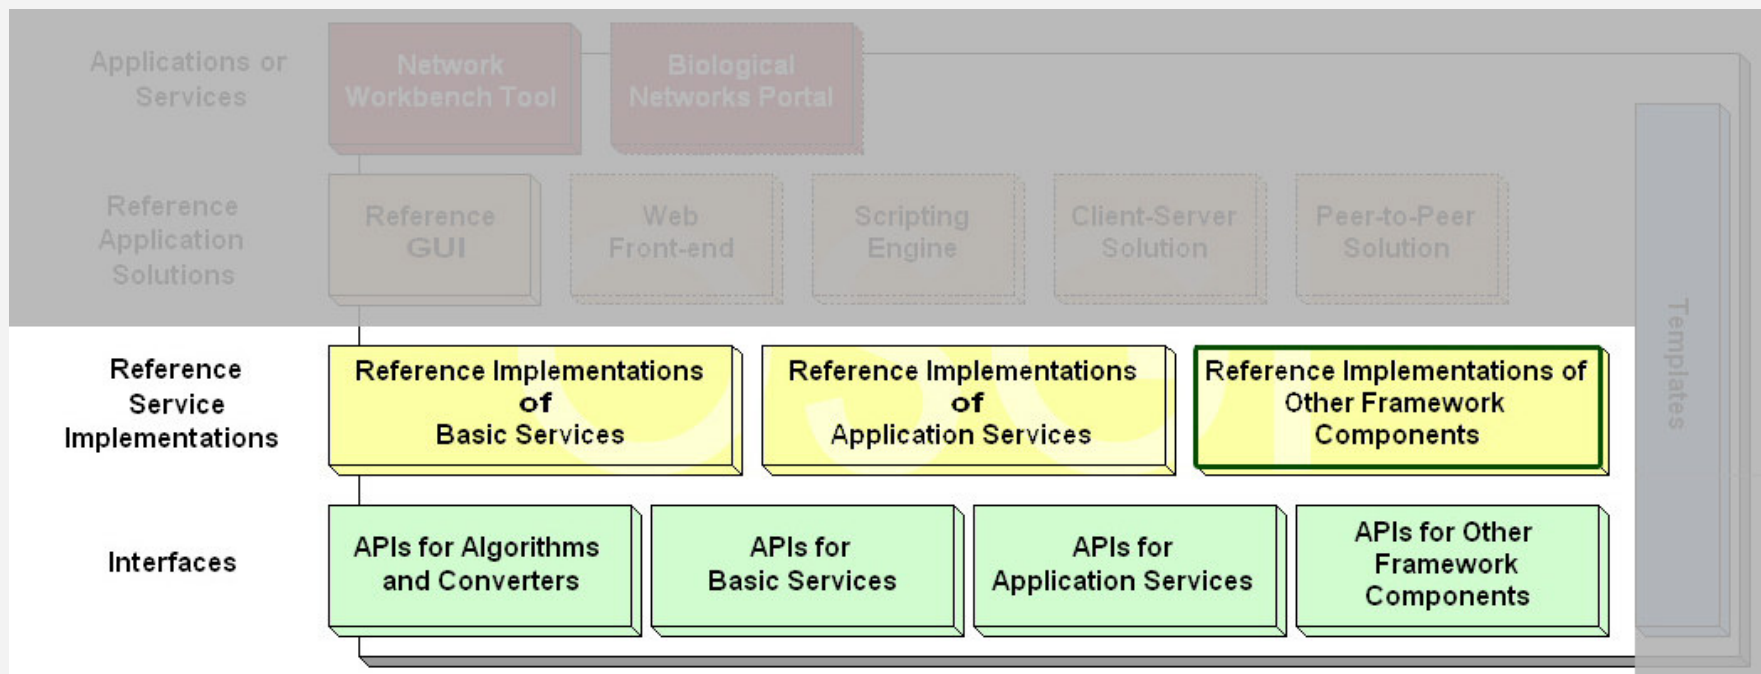 Applications or
Services
Network
Workbench Tool
Biological
Networks Portal
Reference
Application
Solutions
Reference
GUI
Web
Front-end
Scripting
Engine
Client-Server
Solution
Peer-to-Peer
Solution
Templates
Reference
Service
Implementations
Reference Implementations
of
Basic Services
Reference Implementations
of
Application Services
Reference Implementations of
Other Framework
Components
Interfaces
APIs for Algorithms
and Converters
APIs for
Basic Services
APIs for
Application Services
APIs for Other
Framework
Components